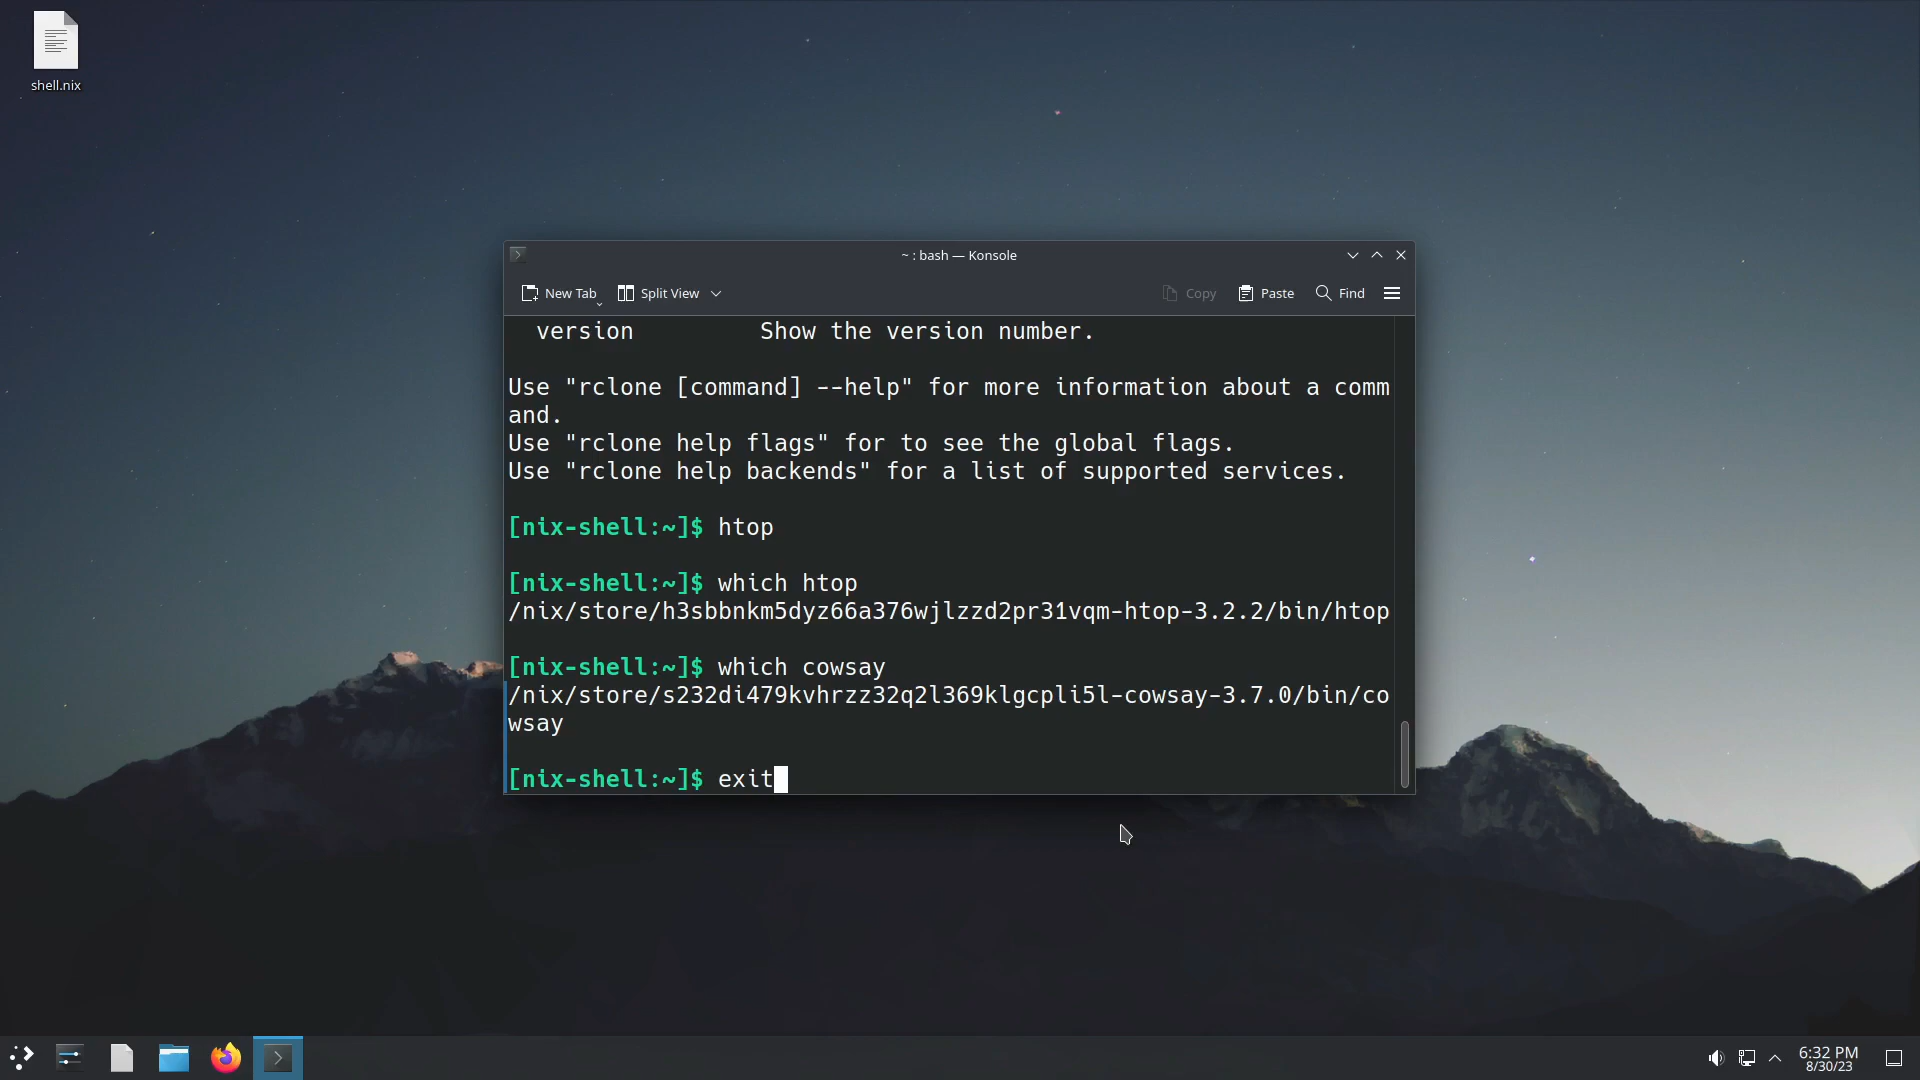 shell.nix
~ : bash — Konsole
New Tab Split View Copy Paste Find
version Show the version number.
Use "rclone [command] --help" for more information about a comm
and.
Use "rclone help flags" for to see the global flags.
Use "rclone help backends" for a list of supported services.
[nix-shell:~]$ htop
[nix-shell:~]$ which htop
/nix/store/h3sbbnkm5dyz66a376wjlzzd2pr31vqm-htop-3.2.2/bin/htop
[nix-shell:~]$ which cowsay
/nix/store/s232di479kvhrzz32q2l369klgcpli5l-cowsay-3.7.0/bin/co
wsay
[nix-shell:~]$ exit
6:32 PM
8/30/23